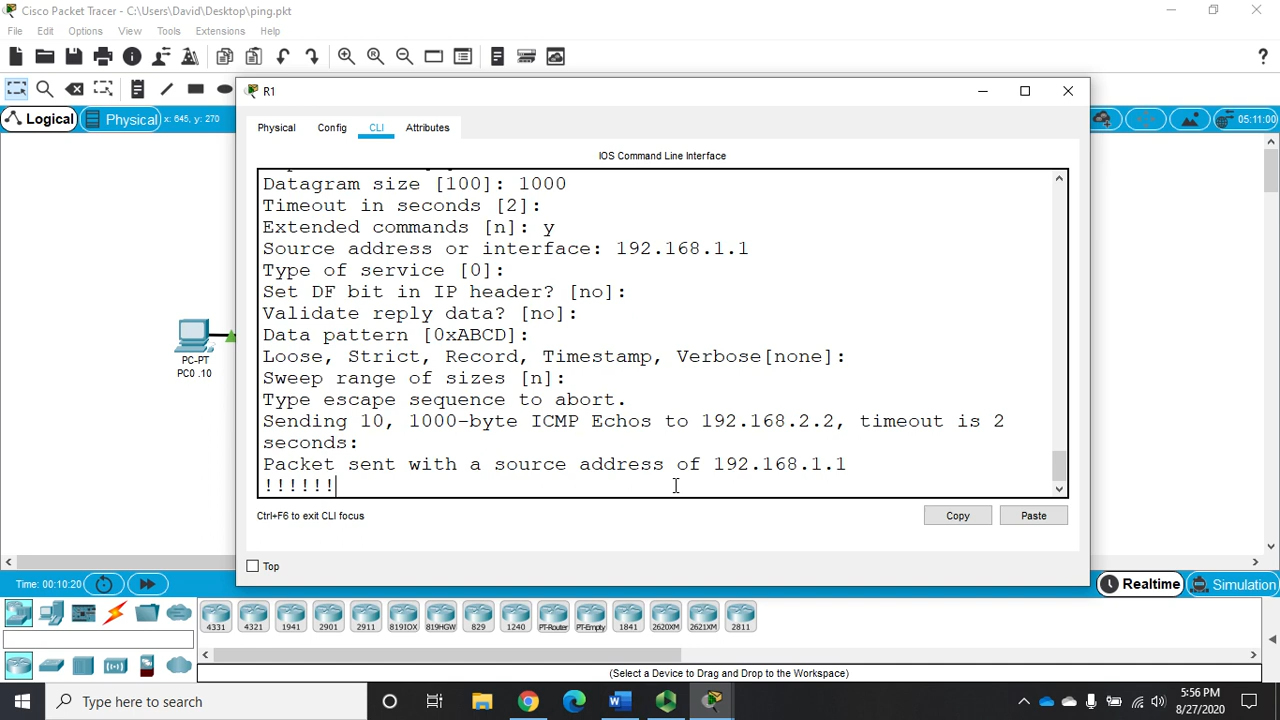 Cisco Packet Tracer - C:\Users\David\Desktop\ping.pkt
File Edit Options View Tools Extensions Help
?
R1
Logical Physical x: 645, y: 270
05:11:00
Physical Config CLI Attributes
IOS Command Line Interface
Datagram size [100]: 1000
Timeout in seconds [2]:
Extended commands [n]: y
Source address or interface: 192.168.1.1
Type of service [0]:
Set DF bit in IP header? [no]:
Validate reply data? [no]:
Data pattern [0xABCD]:
Loose, Strict, Record, Timestamp, Verbose[none]:
Sweep range of sizes [n]:
Type escape sequence to abort.
Sending 10, 1000-byte ICMP Echos to 192.168.2.2, timeout is 2
seconds:
Packet sent with a source address of 192.168.1.1
!!!!!!
PC-PT
PC0 .10
Ctrl+F6 to exit CLI focus
Copy Paste
Top
Time: 00:10:20
Realtime Simulation
4331 4321 1941 2901 2911 819IOX 819HGW 829 1240 PT-Router PT-Empty 1841 2620XM 2621XM 2811
(Select a Device to Drag and Drop to the Workspace)
Type here to search
5:56 PM
8/27/2020